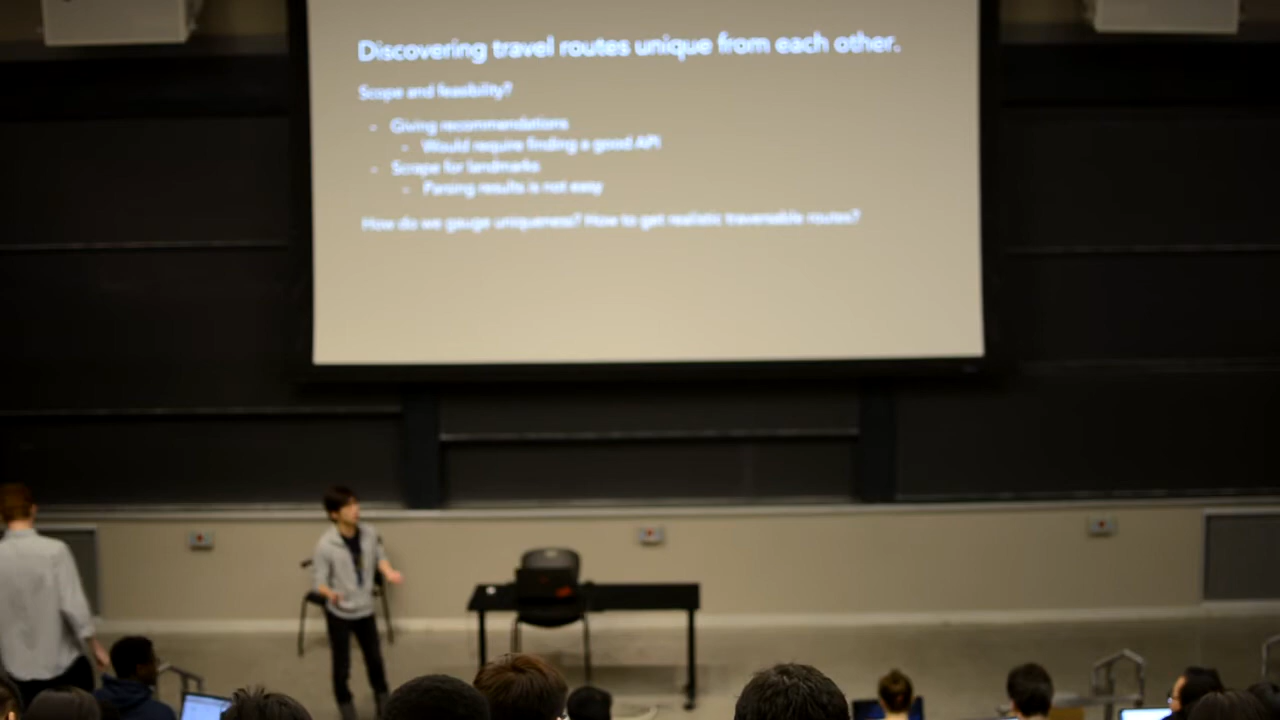 Discovering travel routes unique from each other.
Scope and feasibility?
- Giving recommendations
- Would require finding a good API
- Scrape for landmarks
- Parsing results is not easy
How do we gauge uniqueness? How to get realistic traversable routes?